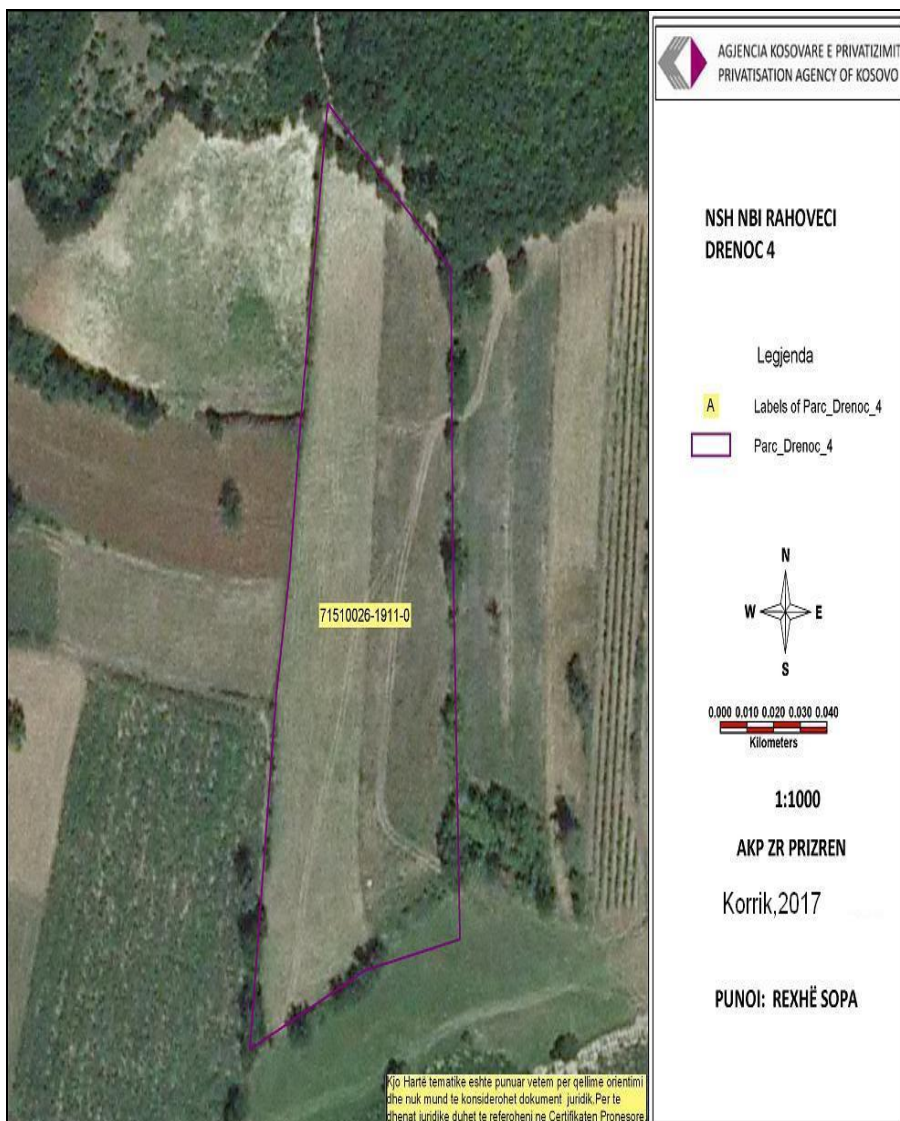 AGJENCIA KOSOVARE E PRIVATIZIMIT
PRIVATISATION AGENCY OF KOSOVO
NSH NBI RAHOVECI
DRENOC 4
Legjenda
A Labels of Parc_Drenoc_4
Parc_Drenoc_4
N
W E
S
0.000 0.010 0.020 0.030 0.040
Kilometers
1:1000
AKP ZR PRIZREN
Korrik,2017
PUNOI: REXHË SOPA
71510026-1911-0
Kjo Hartë tematike eshte punuar vetem per qellime orientimi
dhe nuk mund te konsiderohet dokument juridik.Per te
dhenat juridike duhet te referoheni ne Certifikaten Pronesore